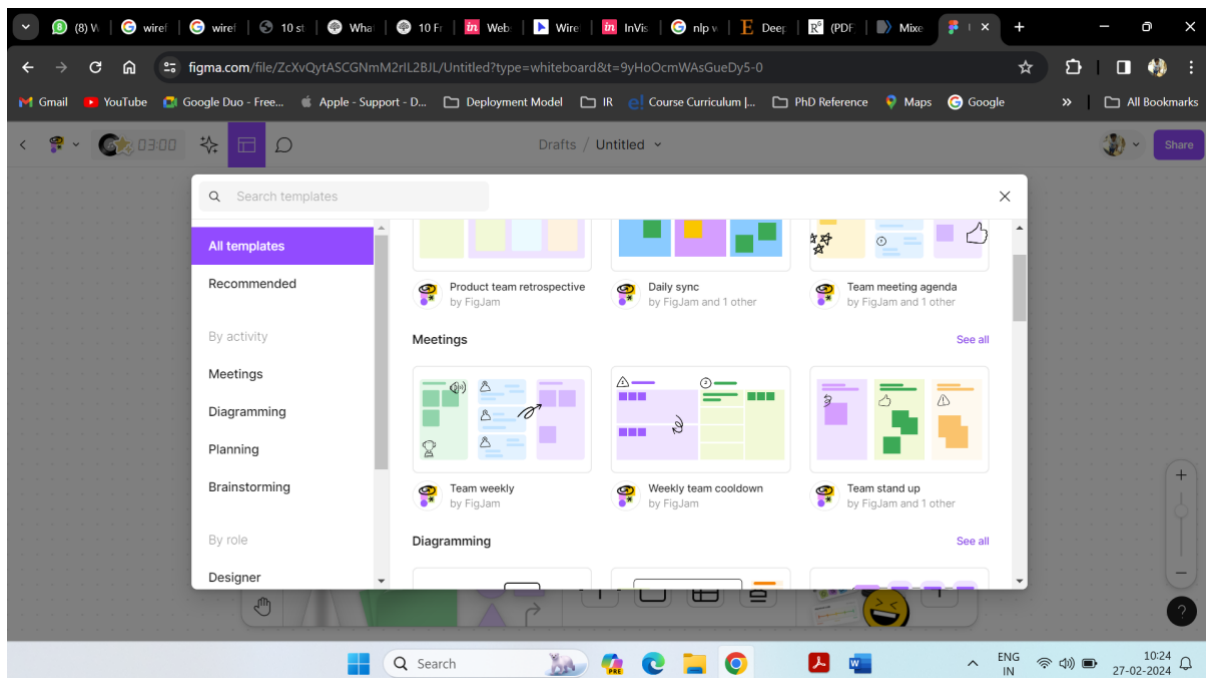 (8) W
wiref
wiref
10 st
Wha
10 Fr
Web
Wire
InVis
nlp w
Deep
(PDF
Mixe
figma.com/file/ZcXvQytASCGNmM2rIL2BJL/Untitled?type=whiteboard&t=9yHoOcmWAsGueDy5-0
Gmail
YouTube
Google Duo - Free...
Apple - Support - D...
Deployment Model
IR
Course Curriculum |...
PhD Reference
Maps
Google
»
All Bookmarks
03:00
Drafts / Untitled
Share
Search templates
All templates
Recommended
By activity
Meetings
Diagramming
Planning
Brainstorming
By role
Designer
Product team retrospective
by FigJam
Daily sync
by FigJam and 1 other
Team meeting agenda
by FigJam and 1 other
Meetings
See all
Team weekly
by FigJam
Weekly team cooldown
by FigJam
Team stand up
by FigJam and 1 other
Diagramming
See all
Search
PRE
ENG
IN
10:24
27-02-2024